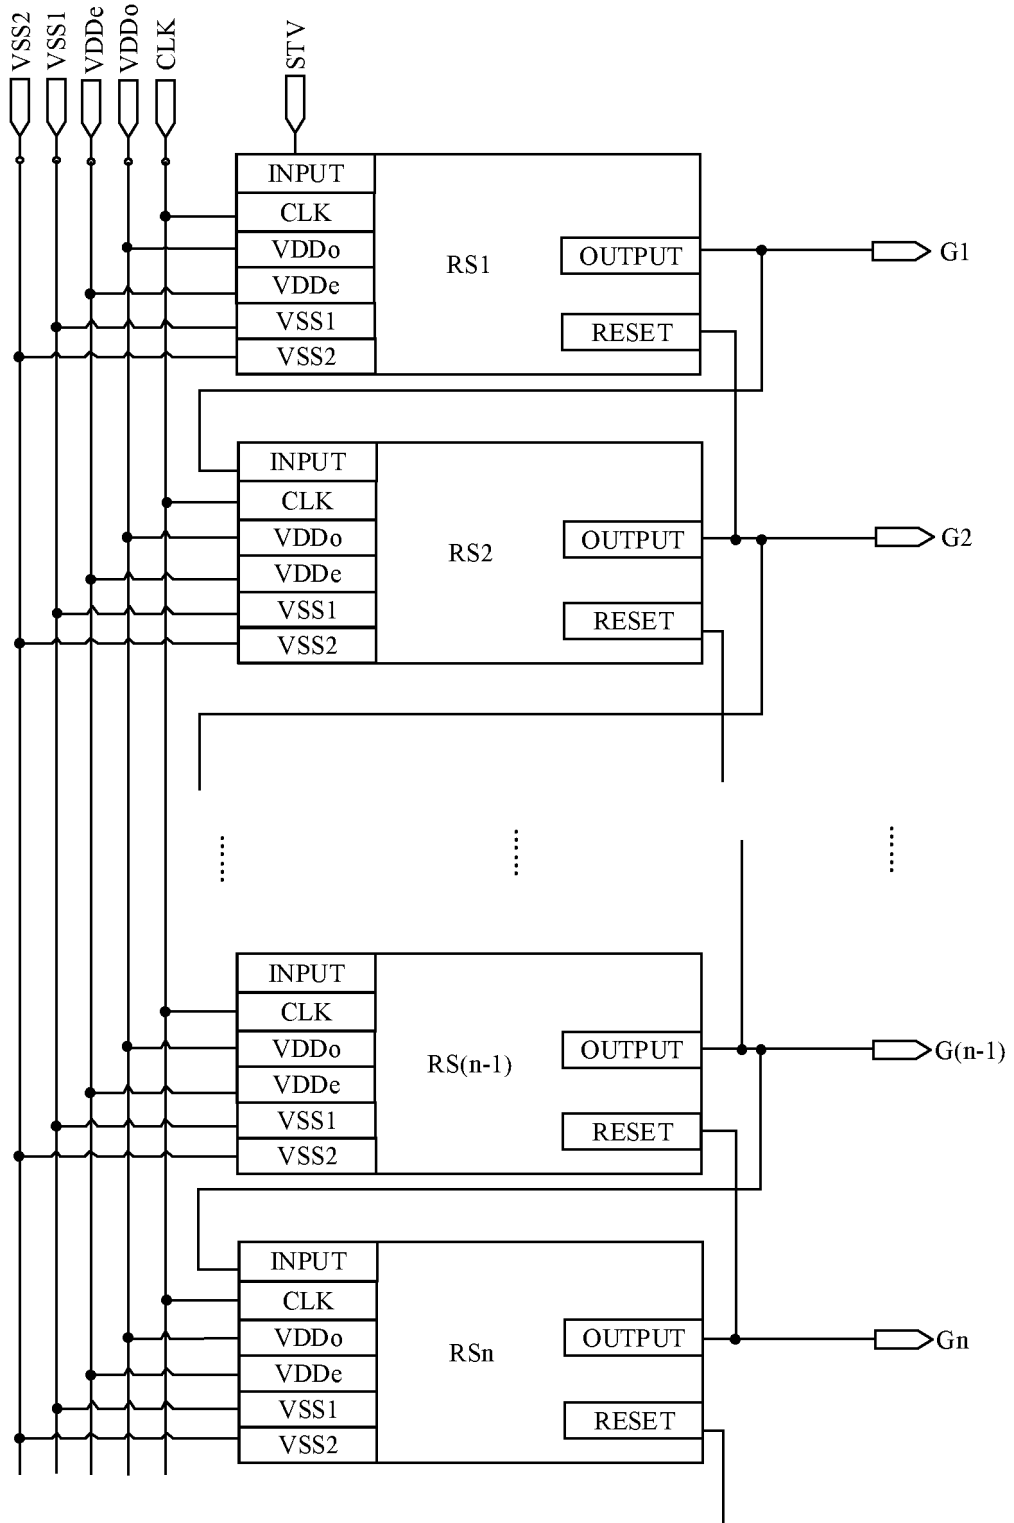 VSS2
VSS1
VDDe
VDDo
CLK
STV
INPUT
CLK
VDDo
VDDe
VSS1
VSS2
RS1
OUTPUT
RESET
G1
INPUT
CLK
VDDo
VDDe
VSS1
VSS2
RS2
OUTPUT
RESET
G2
INPUT
CLK
VDDo
VDDe
VSS1
VSS2
RS(n-1)
OUTPUT
RESET
G(n-1)
INPUT
CLK
VDDo
VDDe
VSS1
VSS2
RSn
OUTPUT
RESET
Gn